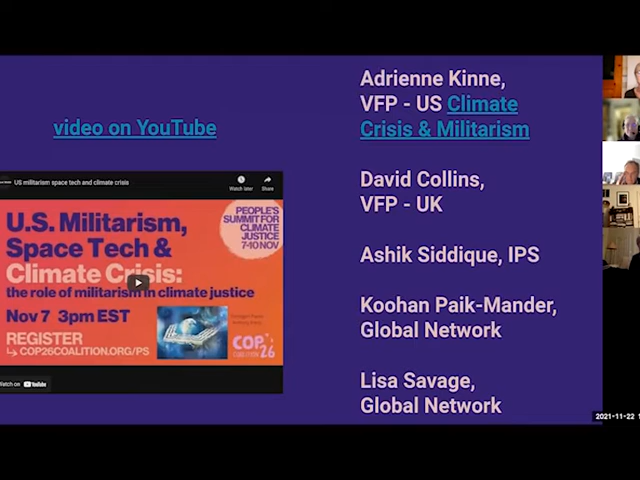 video on YouTube
US militarism space tech and climate crisis
Watch later
Share
U.S. Militarism,
Space Tech &
Climate Crisis:
the role of militarism in climate justice
Nov 7 3pm EST
REGISTER
COP26COALITION.ORG/PS
PEOPLE'S
SUMMIT FOR
CLIMATE
JUSTICE
7-10 NOV
COP
COALITION 26
Watch on YouTube
Adrienne Kinne,
VFP - US Climate
Crisis & Militarism
David Collins,
VFP - UK
Ashik Siddique, IPS
Koohan Paik-Mander,
Global Network
Lisa Savage,
Global Network
2021-11-22